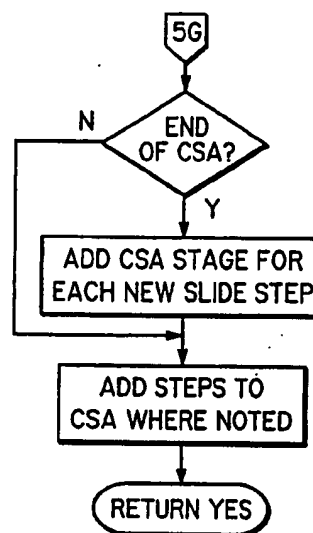 5G
N
END
OF CSA?
Y
ADD CSA STAGE FOR
EACH NEW SLIDE STEP
ADD STEPS TO
CSA WHERE NOTED
RETURN YES